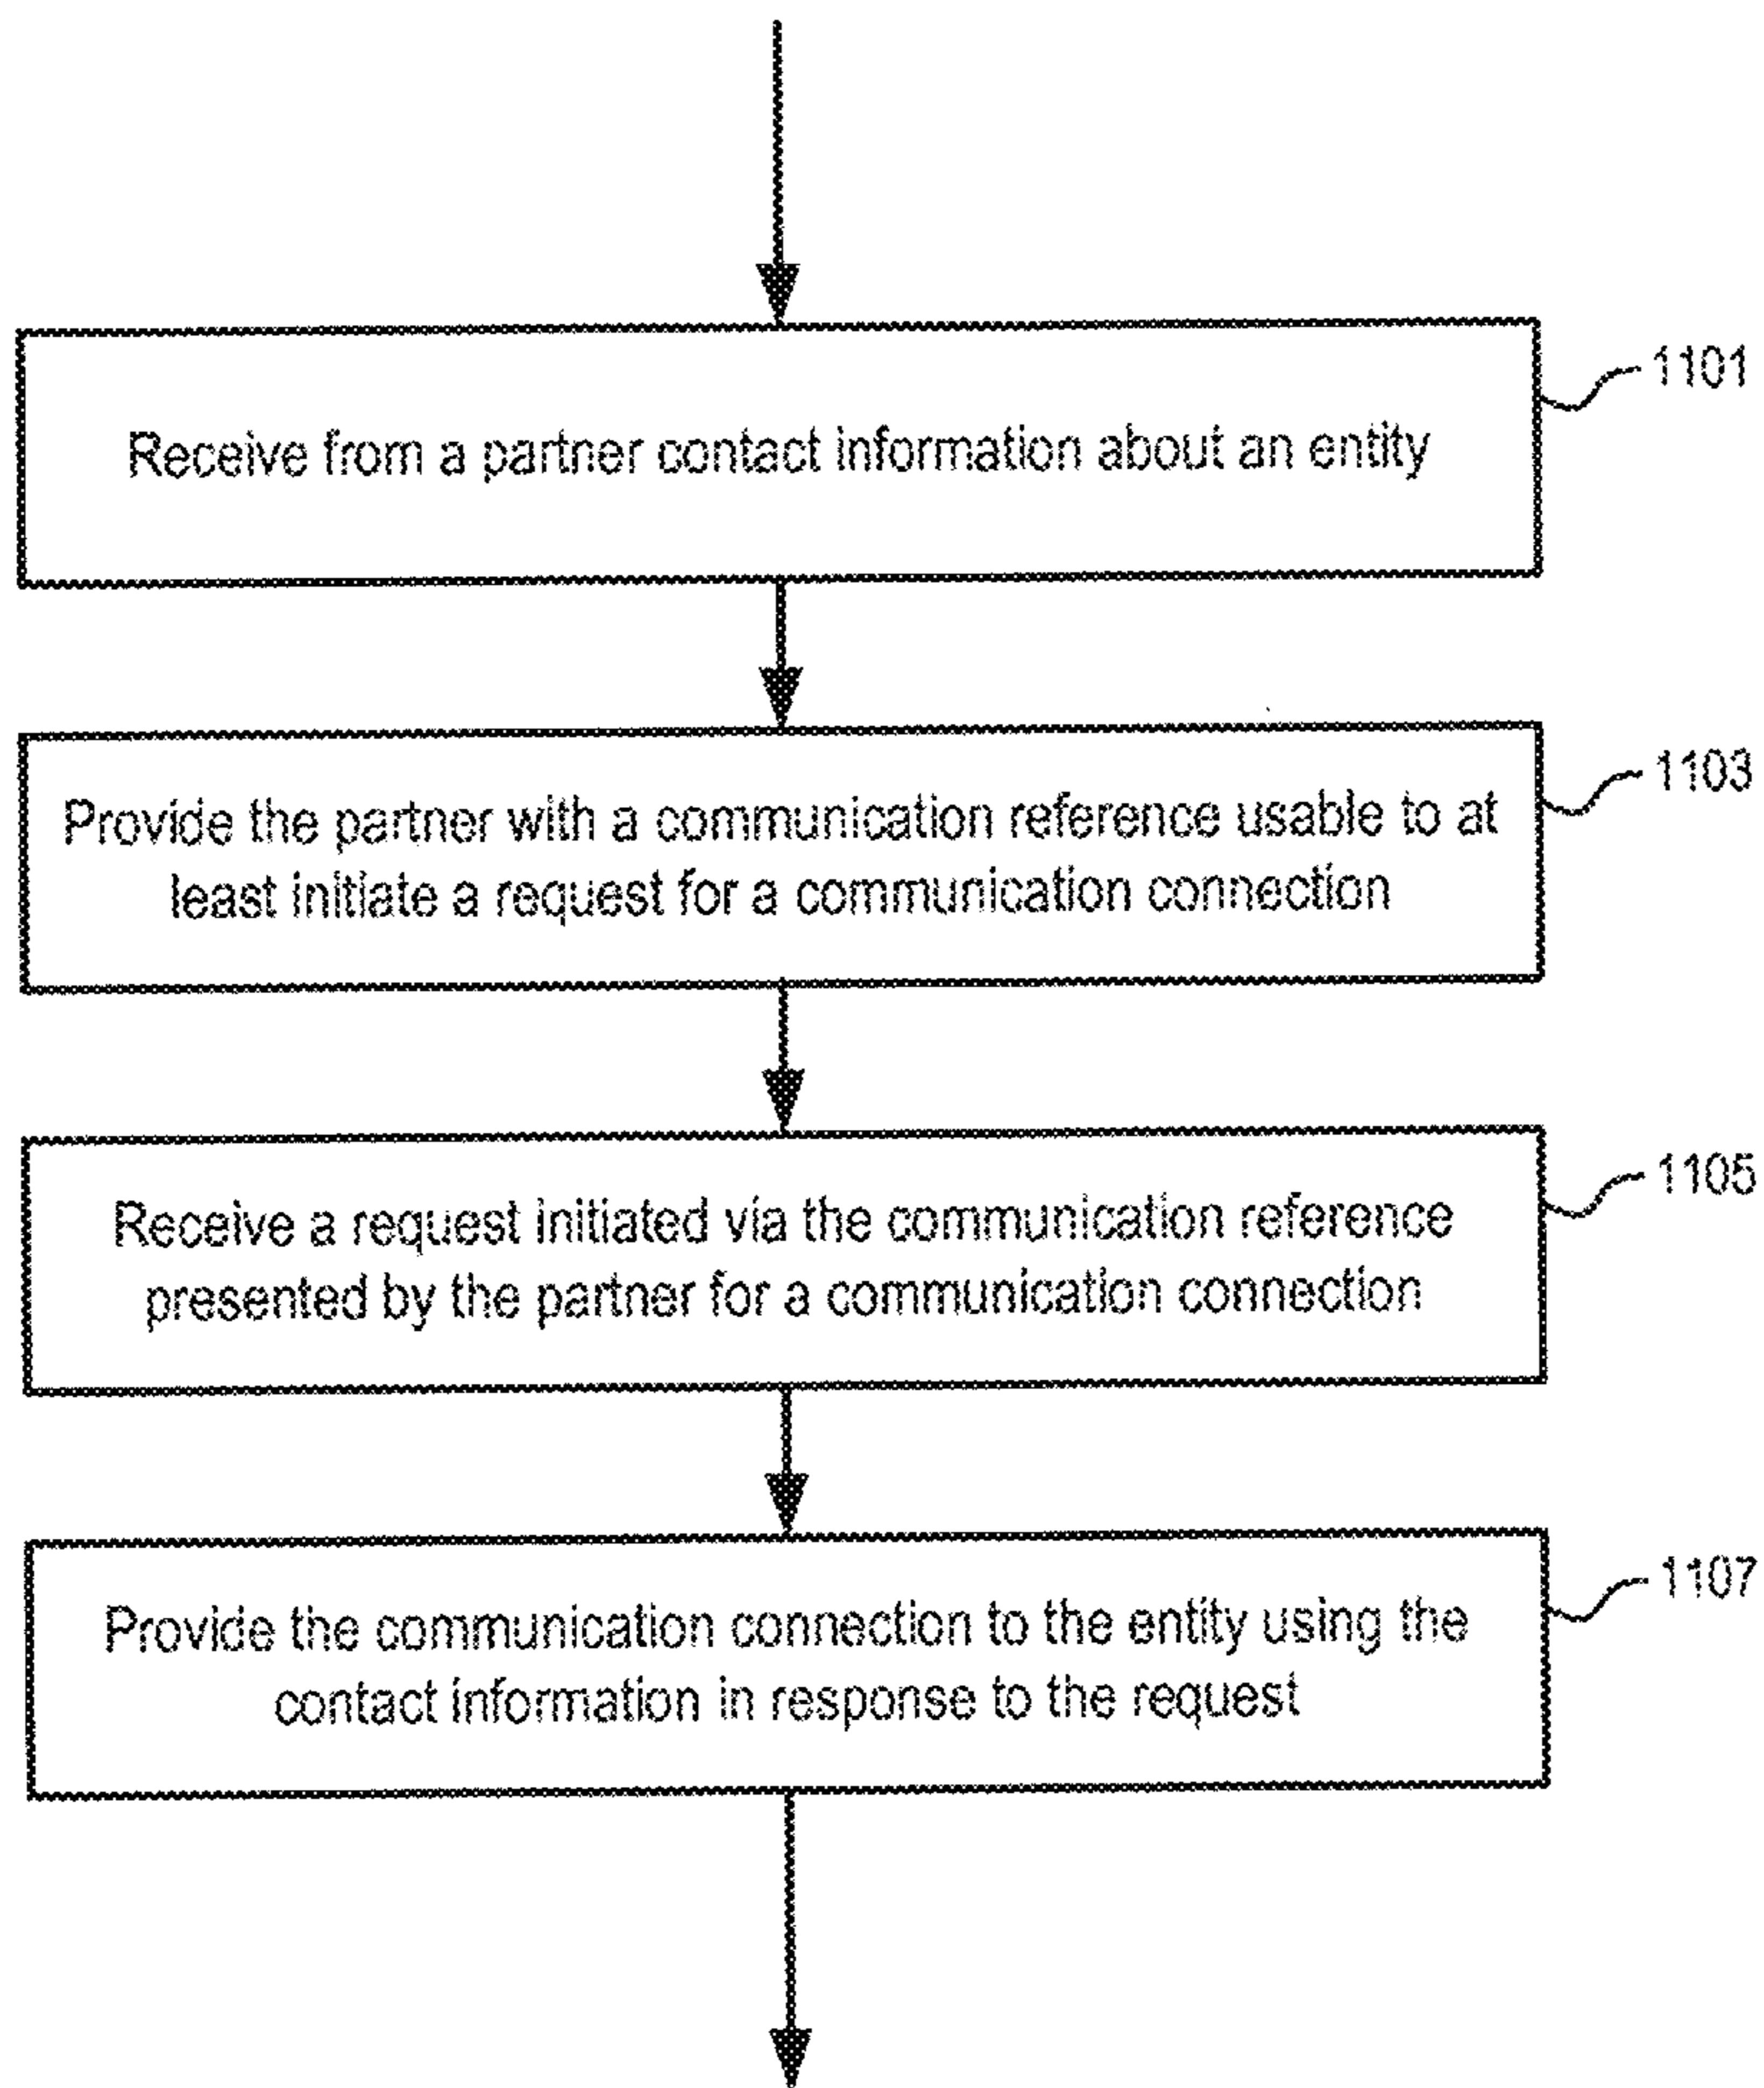 Receive from a partner contact information about an entity
1101
Provide the partner with a communication reference usable to at
least initiate a request for a communication connection
1103
Receive a request initiated via the communication reference
presented by the partner for a communication connection
1105
Provide the communication connection to the entity using the
contact information in response to the request
1107